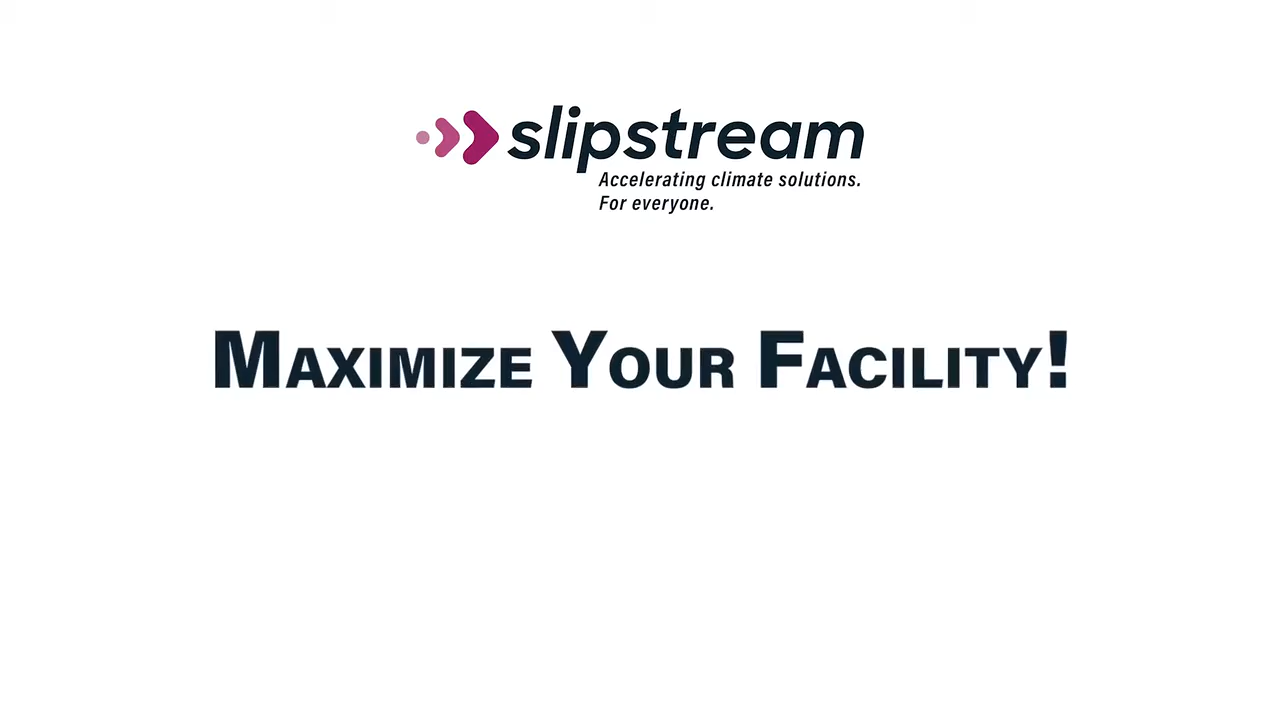 slipstream
Accelerating climate solutions.
For everyone.
Maximize Your Facility!